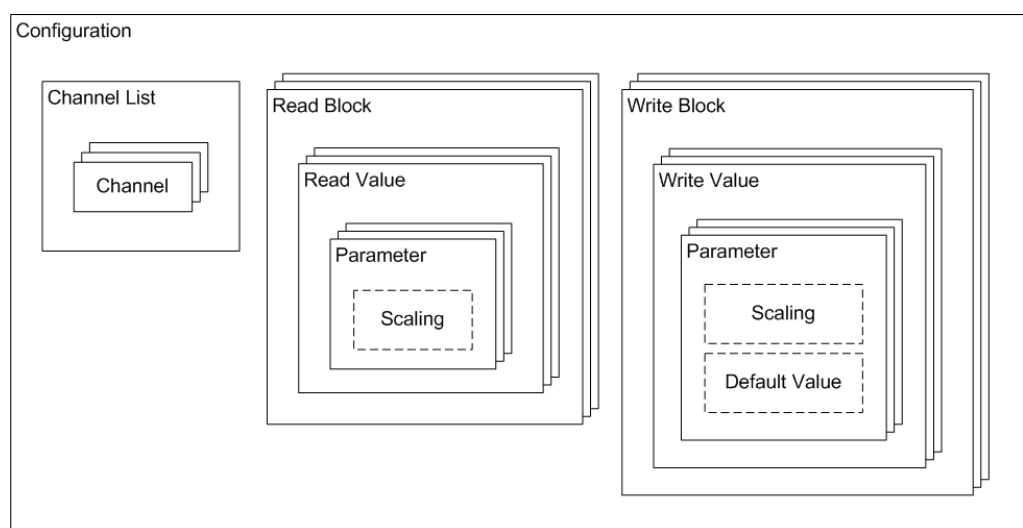 Configuration
Channel List
Channel
Read Block
Read Value
Parameter
Scaling
Write Block
Write Value
Parameter
Scaling
Default Value